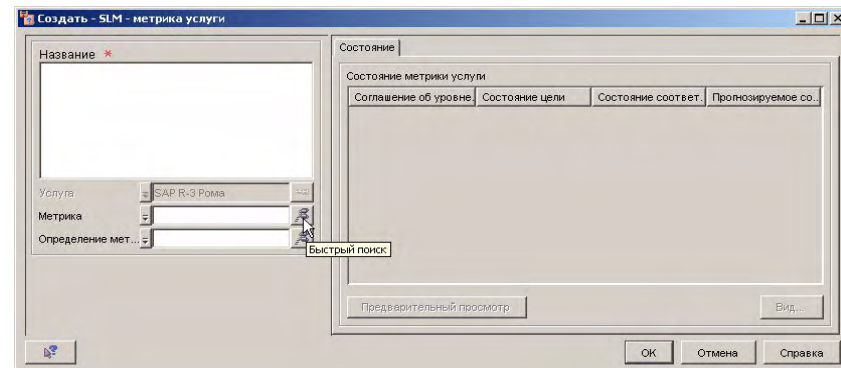 Создать - SLM - метрика услуги
Название *
Услуга SAP R-3 Рома
Метрика
Определение мет...
Быстрый поиск
Состояние
Состояние метрики услуги
Соглашение об уровне. Состояние цели Состояние соответ. Прогнозируемое со..
Предварительный просмотр Вид...
OK Отмена Справка